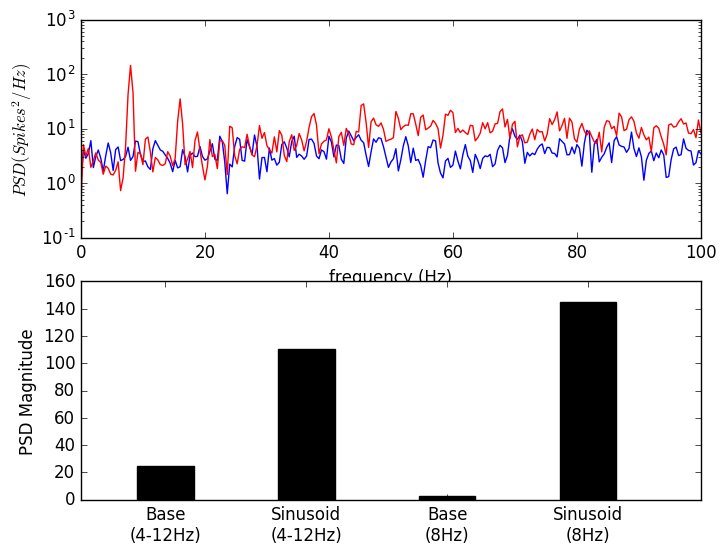 10³
10²
10¹
10⁰
10⁻¹
PSD(Spikes²/Hz)
0 20 40 60 80 100
frequency (Hz)
160
140
120
100
80
60
40
20
0
PSD Magnitude
Base Sinusoid Base Sinusoid
(4-12Hz) (4-12Hz) (8Hz) (8Hz)